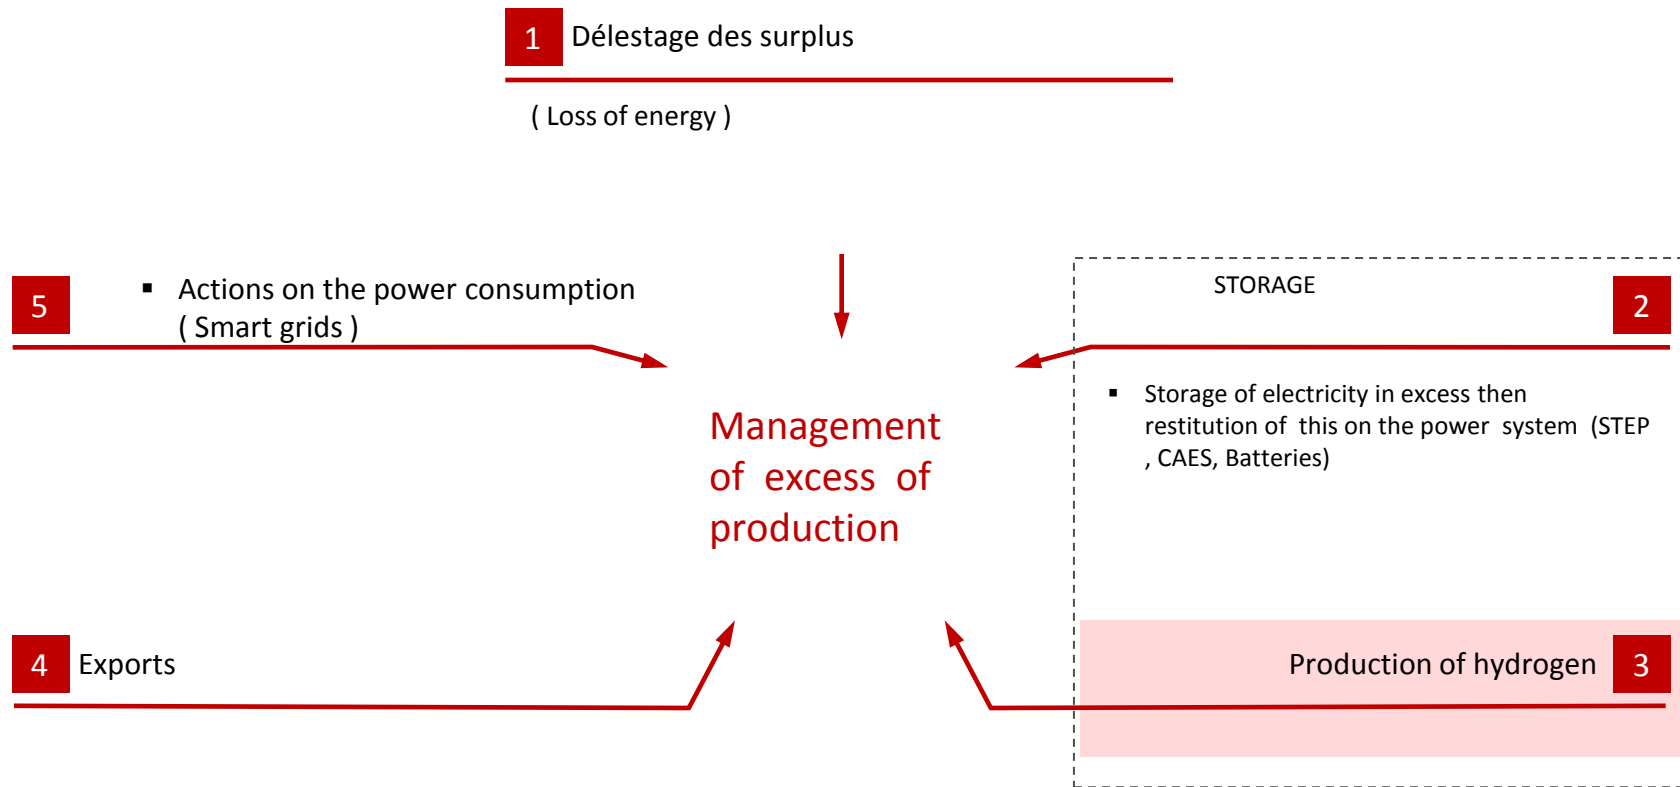 1 Délestage des surplus
( Loss of energy )
5
▪ Actions on the power consumption
( Smart grids )
STORAGE
2
▪ Storage of electricity in excess then
restitution of this on the power system (STEP
, CAES, Batteries)
Management
of excess of
production
4 Exports
Production of hydrogen 3